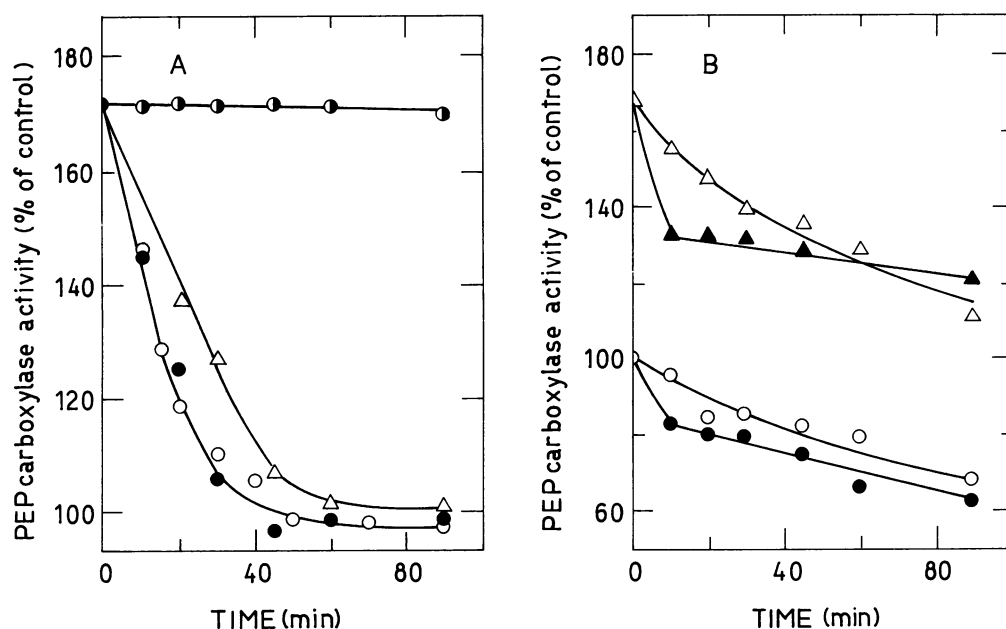 A
PEP carboxylase activity (% of control)
180
160
140
120
100
0
40
80
TIME (min)
B
PEP carboxylase activity (% of control)
180
140
100
60
0
40
80
TIME (min)